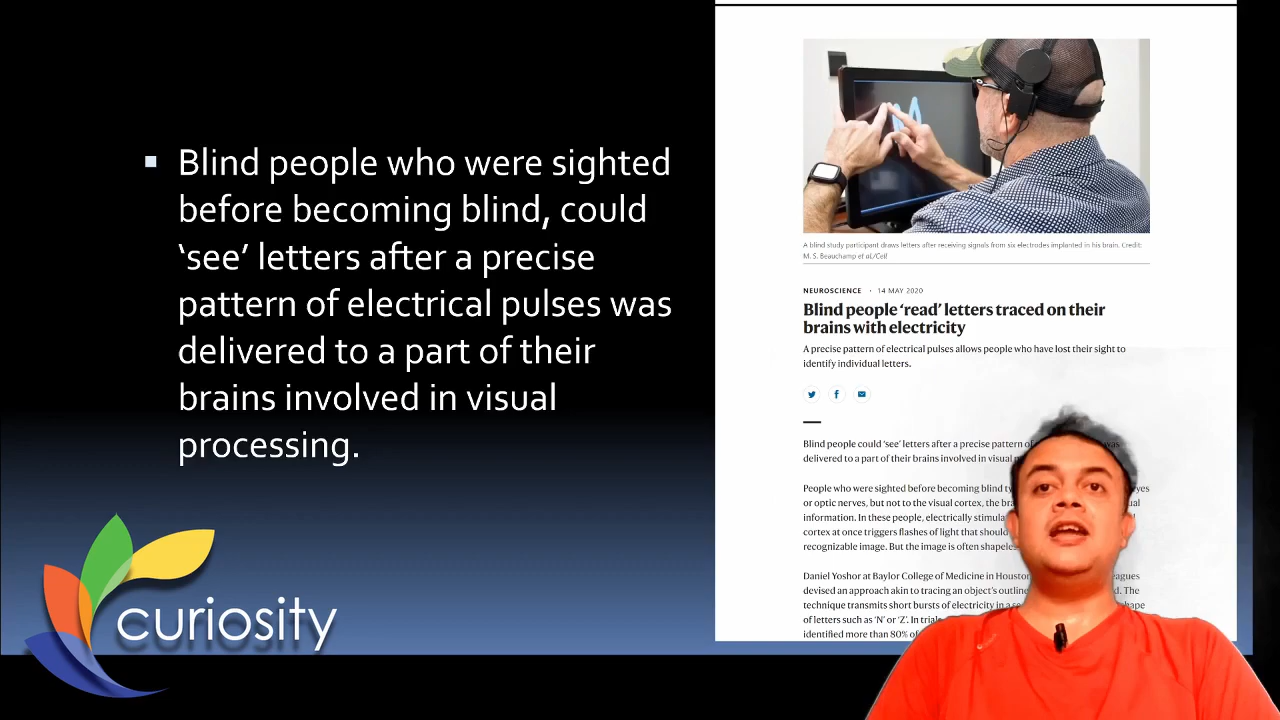 ▪ Blind people who were sighted
before becoming blind, could
‘see’ letters after a precise
pattern of electrical pulses was
delivered to a part of their
brains involved in visual
processing.
curiosity
A blind study participant draws letters after receiving signals from six electrodes implanted in his brain. Credit:
M. S. Beauchamp et al./Cell
NEUROSCIENCE · 14 MAY 2020
Blind people ‘read’ letters traced on their
brains with electricity
A precise pattern of electrical pulses allows people who have lost their sight to
identify individual letters.
Blind people could ‘see’ letters after a precise pattern of was
delivered to a part of their brains involved in visual
People who were sighted before becoming blind
or optic nerves, but not to the visual cortex, the
information. In these people, electrically
cortex at once triggers flashes of light that
recognizable image. But the image is often
Daniel Yoshor at Baylor College of Medicine in Houston
devised an approach akin to tracing an object’s The
technique transmits short bursts of electricity in a
of letters such as ‘N’ or ‘Z’. In
identified more than 80%